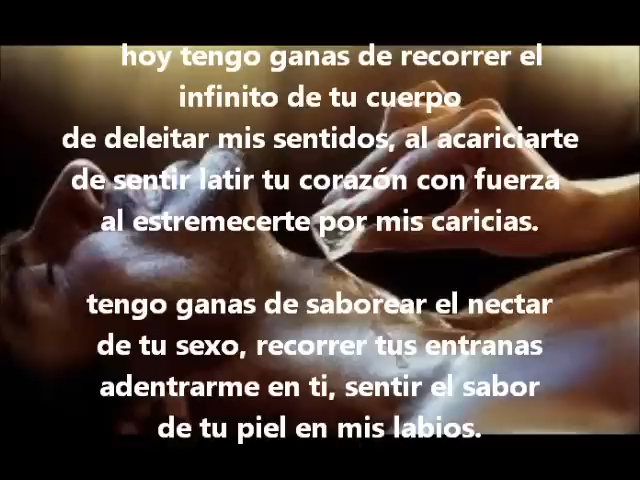 hoy tengo ganas de recorrer el
infinito de tu cuerpo
de deleitar mis sentidos, al acariciarte
de sentir latir tu corazón con fuerza
al estremecerte por mis caricias.
tengo ganas de saborear el nectar
de tu sexo, recorrer tus entranas
adentrarme en ti, sentir el sabor
de tu piel en mis labios.